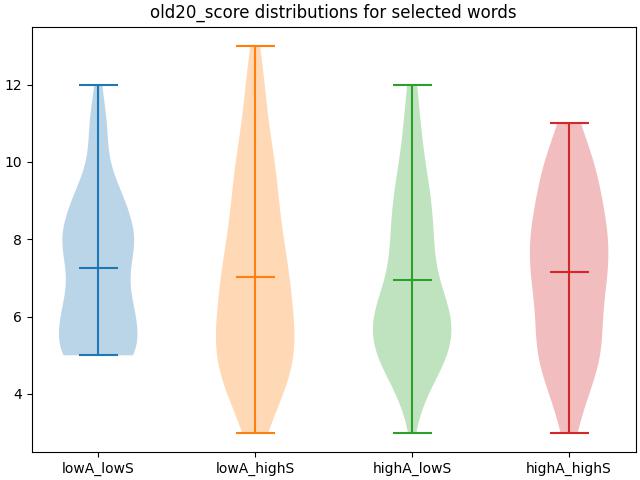 old20_score distributions for selected words
12
10
8
6
4
lowA_lowS
lowA_highS
highA_lowS
highA_highS